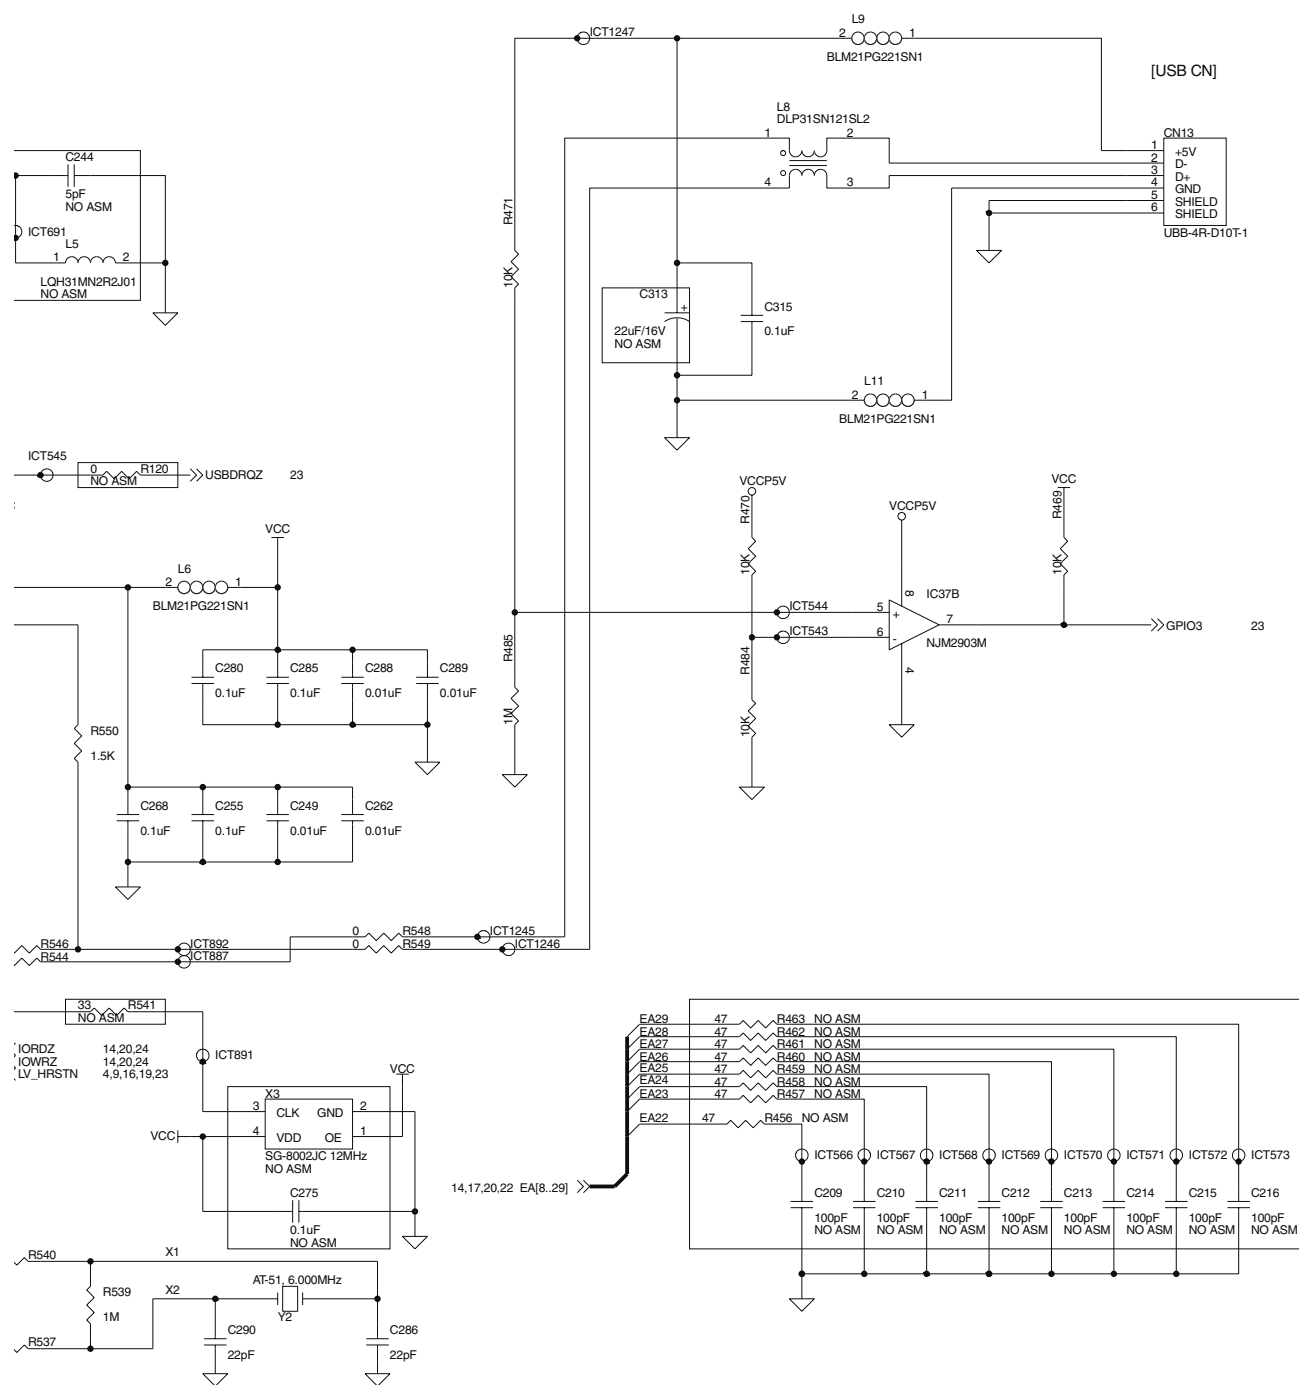 L9
ICT1247
2 1
BLM21PG221SN1
[USB CN]
L8
DLP31SN121SL2
1 2
4 3
CN13
1 +5V
2 D-
3 D+
4 GND
5 SHIELD
6 SHIELD
UBB-4R-D10T-1
C244
5pF
NO ASM
ICT691
L5
1 2
LQH31MN2R2J01
NO ASM
R471
10K
C313
+
22uF/16V
NO ASM
C315
0.1uF
L11
2 1
BLM21PG221SN1
ICT545
0 R120
NO ASM
USBDRQZ 23
VCC
L6
2 1
BLM21PG221SN1
C280
0.1uF
C285
0.1uF
C288
0.01uF
C289
0.01uF
R550
1.5K
C268
0.1uF
C255
0.1uF
C249
0.01uF
C262
0.01uF
R485
1M
VCCP5V
R470
10K
VCCP5V
VCC
R469
10K
ICT544
5
+
ICT543
6
-
8
IC37B
7
NJM2903M
4
GPIO3 23
R484
10K
R546
R544
ICT892
ICT887
0 R548
0 R549
ICT1245
ICT1246
33 R541
NO ASM
IORDZ 14,20,24
IOWRZ 14,20,24
LV_HRSTN 4,9,16,19,23
ICT891
VCC
X3
3 CLK GND 2
VCC
4 VDD OE 1
SG-8002JC 12MHz
NO ASM
C275
0.1uF
NO ASM
R540
X1
R539
1M
X2
AT-51, 6.000MHz
Y2
R537
C290
22pF
C286
22pF
EA29 47 R463 NO ASM
EA28 47 R462 NO ASM
EA27 47 R461 NO ASM
EA26 47 R460 NO ASM
EA25 47 R459 NO ASM
EA24 47 R458 NO ASM
EA23 47 R457 NO ASM
EA22 47 R456 NO ASM
14,17,20,22 EA[8..29]
ICT566 ICT567 ICT568 ICT569 ICT570 ICT571 ICT572 ICT573
C209 C210 C211 C212 C213 C214 C215 C216
100pF 100pF 100pF 100pF 100pF 100pF 100pF 100pF
NO ASM NO ASM NO ASM NO ASM NO ASM NO ASM NO ASM NO ASM